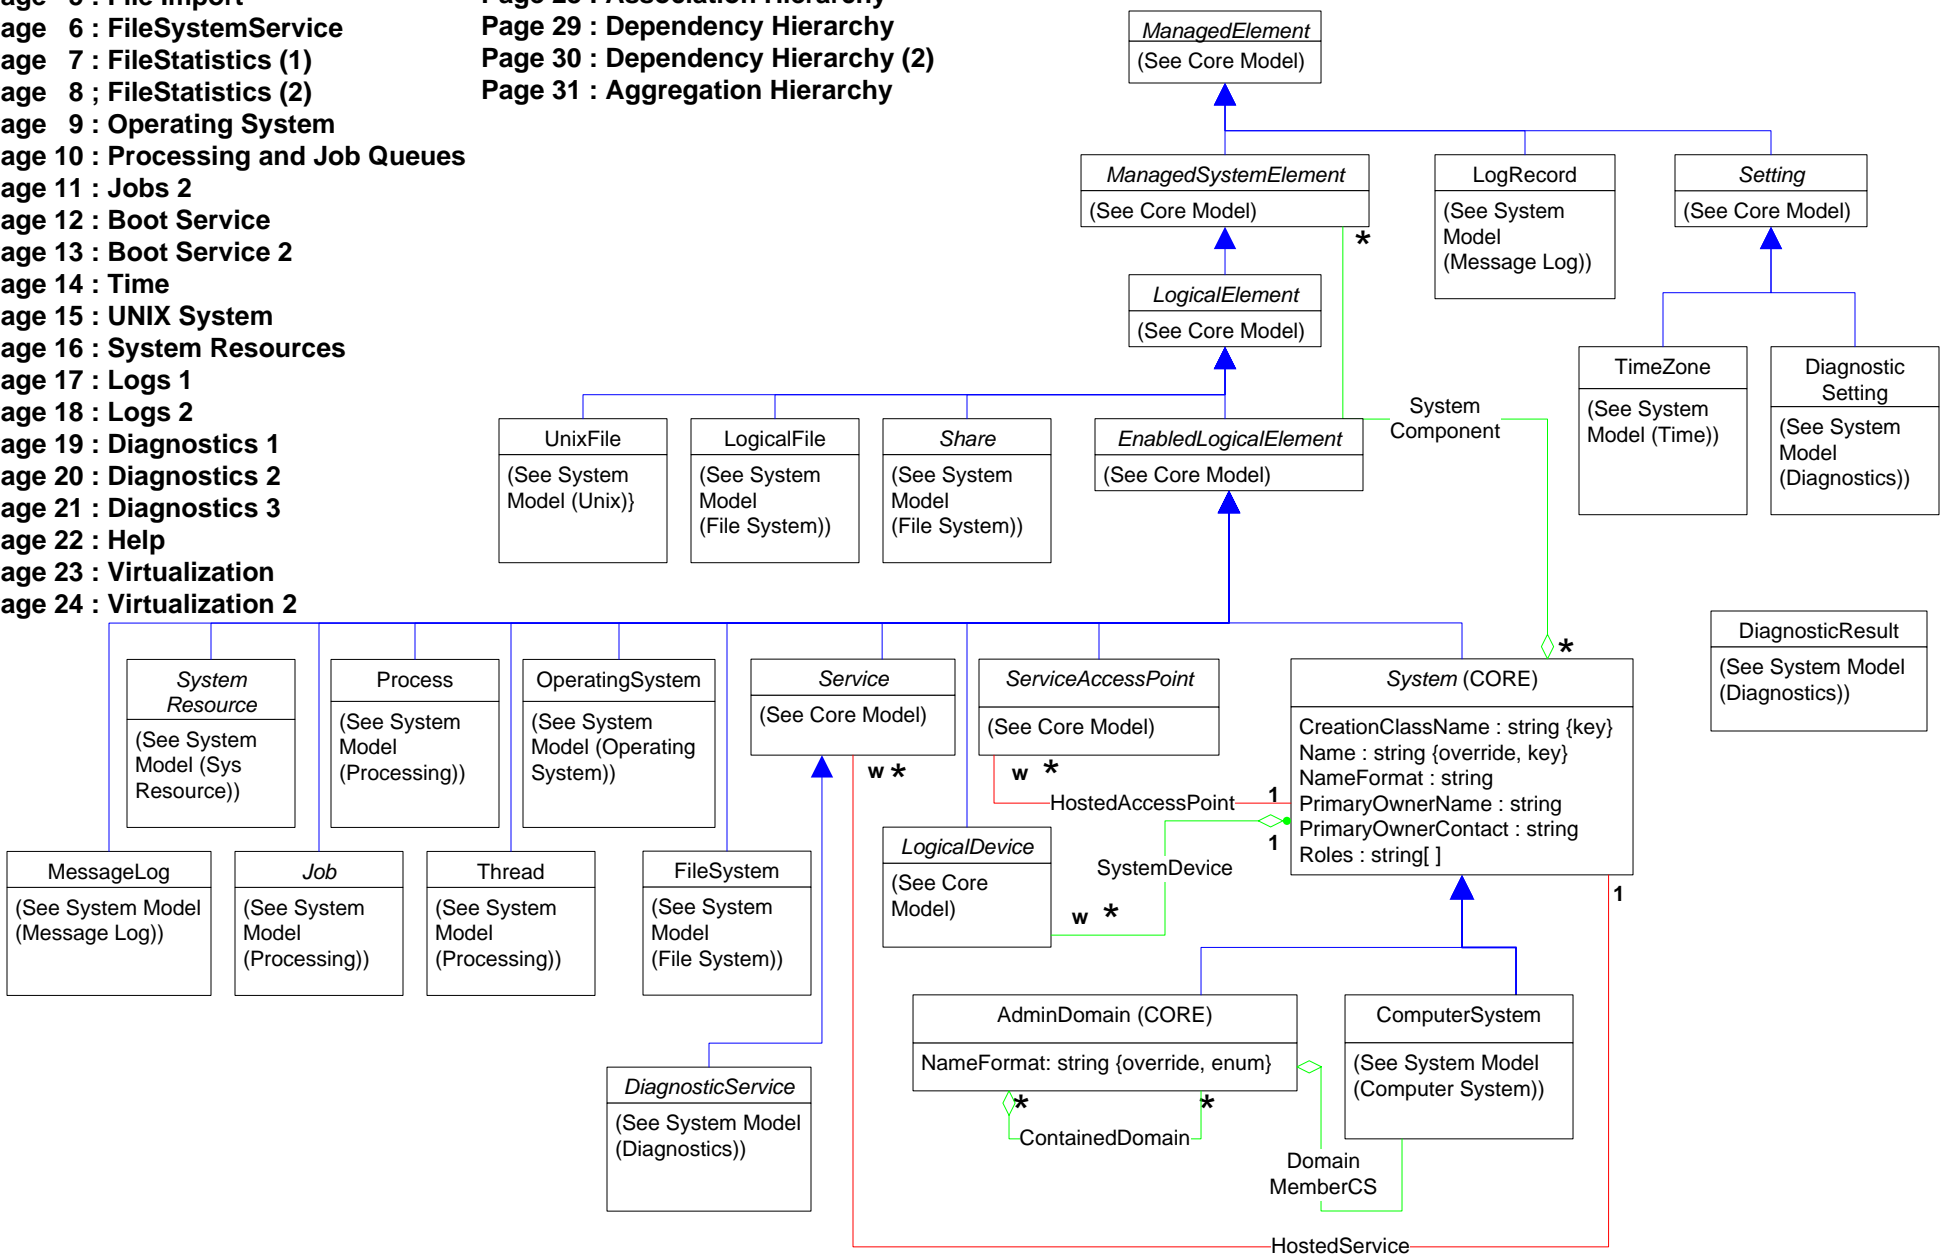 age 5 : File Import
age 6 : FileSystemService
age 7 : FileStatistics (1)
age 8 ; FileStatistics (2)
age 9 : Operating System
age 10 : Processing and Job Queues
age 11 : Jobs 2
age 12 : Boot Service
age 13 : Boot Service 2
age 14 : Time
age 15 : UNIX System
age 16 : System Resources
age 17 : Logs 1
age 18 : Logs 2
age 19 : Diagnostics 1
age 20 : Diagnostics 2
age 21 : Diagnostics 3
age 22 : Help
age 23 : Virtualization
age 24 : Virtualization 2
Association Hierarchy
Page 29 : Dependency Hierarchy
Page 30 : Dependency Hierarchy (2)
Page 31 : Aggregation Hierarchy
ManagedElement
(See Core Model)
ManagedSystemElement
(See Core Model)
*
LogRecord
(See System
Model
(Message Log))
Setting
(See Core Model)
LogicalElement
(See Core Model)
TimeZone
(See System
Model (Time))
Diagnostic
Setting
(See System
Model
(Diagnostics))
UnixFile
(See System
Model (Unix)}
LogicalFile
(See System
Model
(File System))
Share
(See System
Model
(File System))
EnabledLogicalElement
(See Core Model)
System
Component
*
DiagnosticResult
(See System Model
(Diagnostics))
System
Resource
(See System
Model (Sys
Resource))
Process
(See System
Model
(Processing))
OperatingSystem
(See System
Model (Operating
System))
Service
(See Core Model)
w *
ServiceAccessPoint
(See Core Model)
w *
HostedAccessPoint
1
System (CORE)
CreationClassName : string {key}
Name : string {override, key}
NameFormat : string
PrimaryOwnerName : string
PrimaryOwnerContact : string
Roles : string[ ]
1
1
MessageLog
(See System Model
(Message Log))
Job
(See System
Model
(Processing))
Thread
(See System
Model
(Processing))
FileSystem
(See System
Model
(File System))
LogicalDevice
(See Core
Model)
SystemDevice
w *
AdminDomain (CORE)
NameFormat: string {override, enum}
*
*
ContainedDomain
ComputerSystem
(See System Model
(Computer System))
Domain
MemberCS
DiagnosticService
(See System Model
(Diagnostics))
HostedService